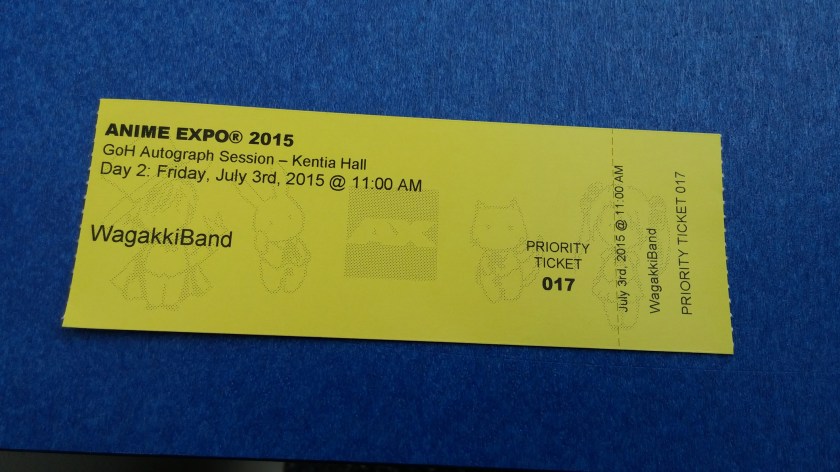 ANIME EXPO® 2015
GoH Autograph Session – Kentia Hall
Day 2: Friday, July 3rd, 2015 @ 11:00 AM
WagakkiBand
AX
PRIORITY
TICKET
017
July 3rd, 2015 @ 11:00 AM
WagakkiBand
PRIORITY TICKET 017